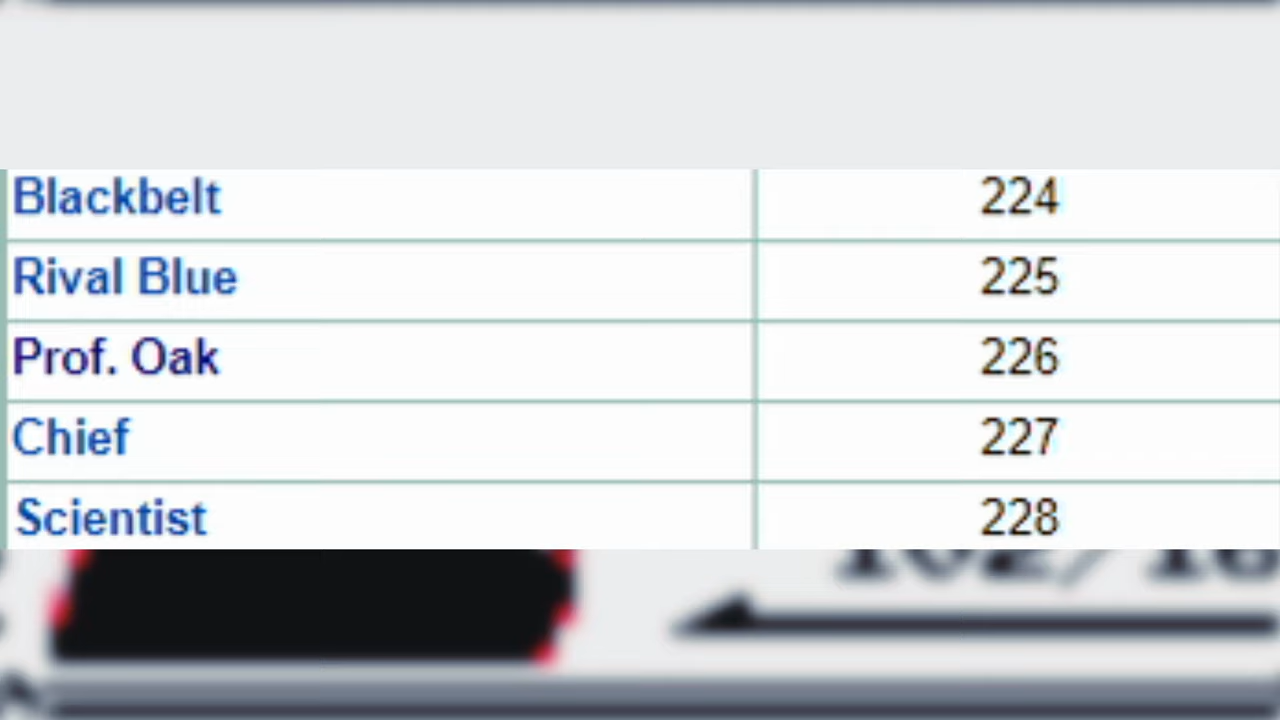 Blackbelt 224
Rival Blue 225
Prof. Oak 226
Chief 227
Scientist 228